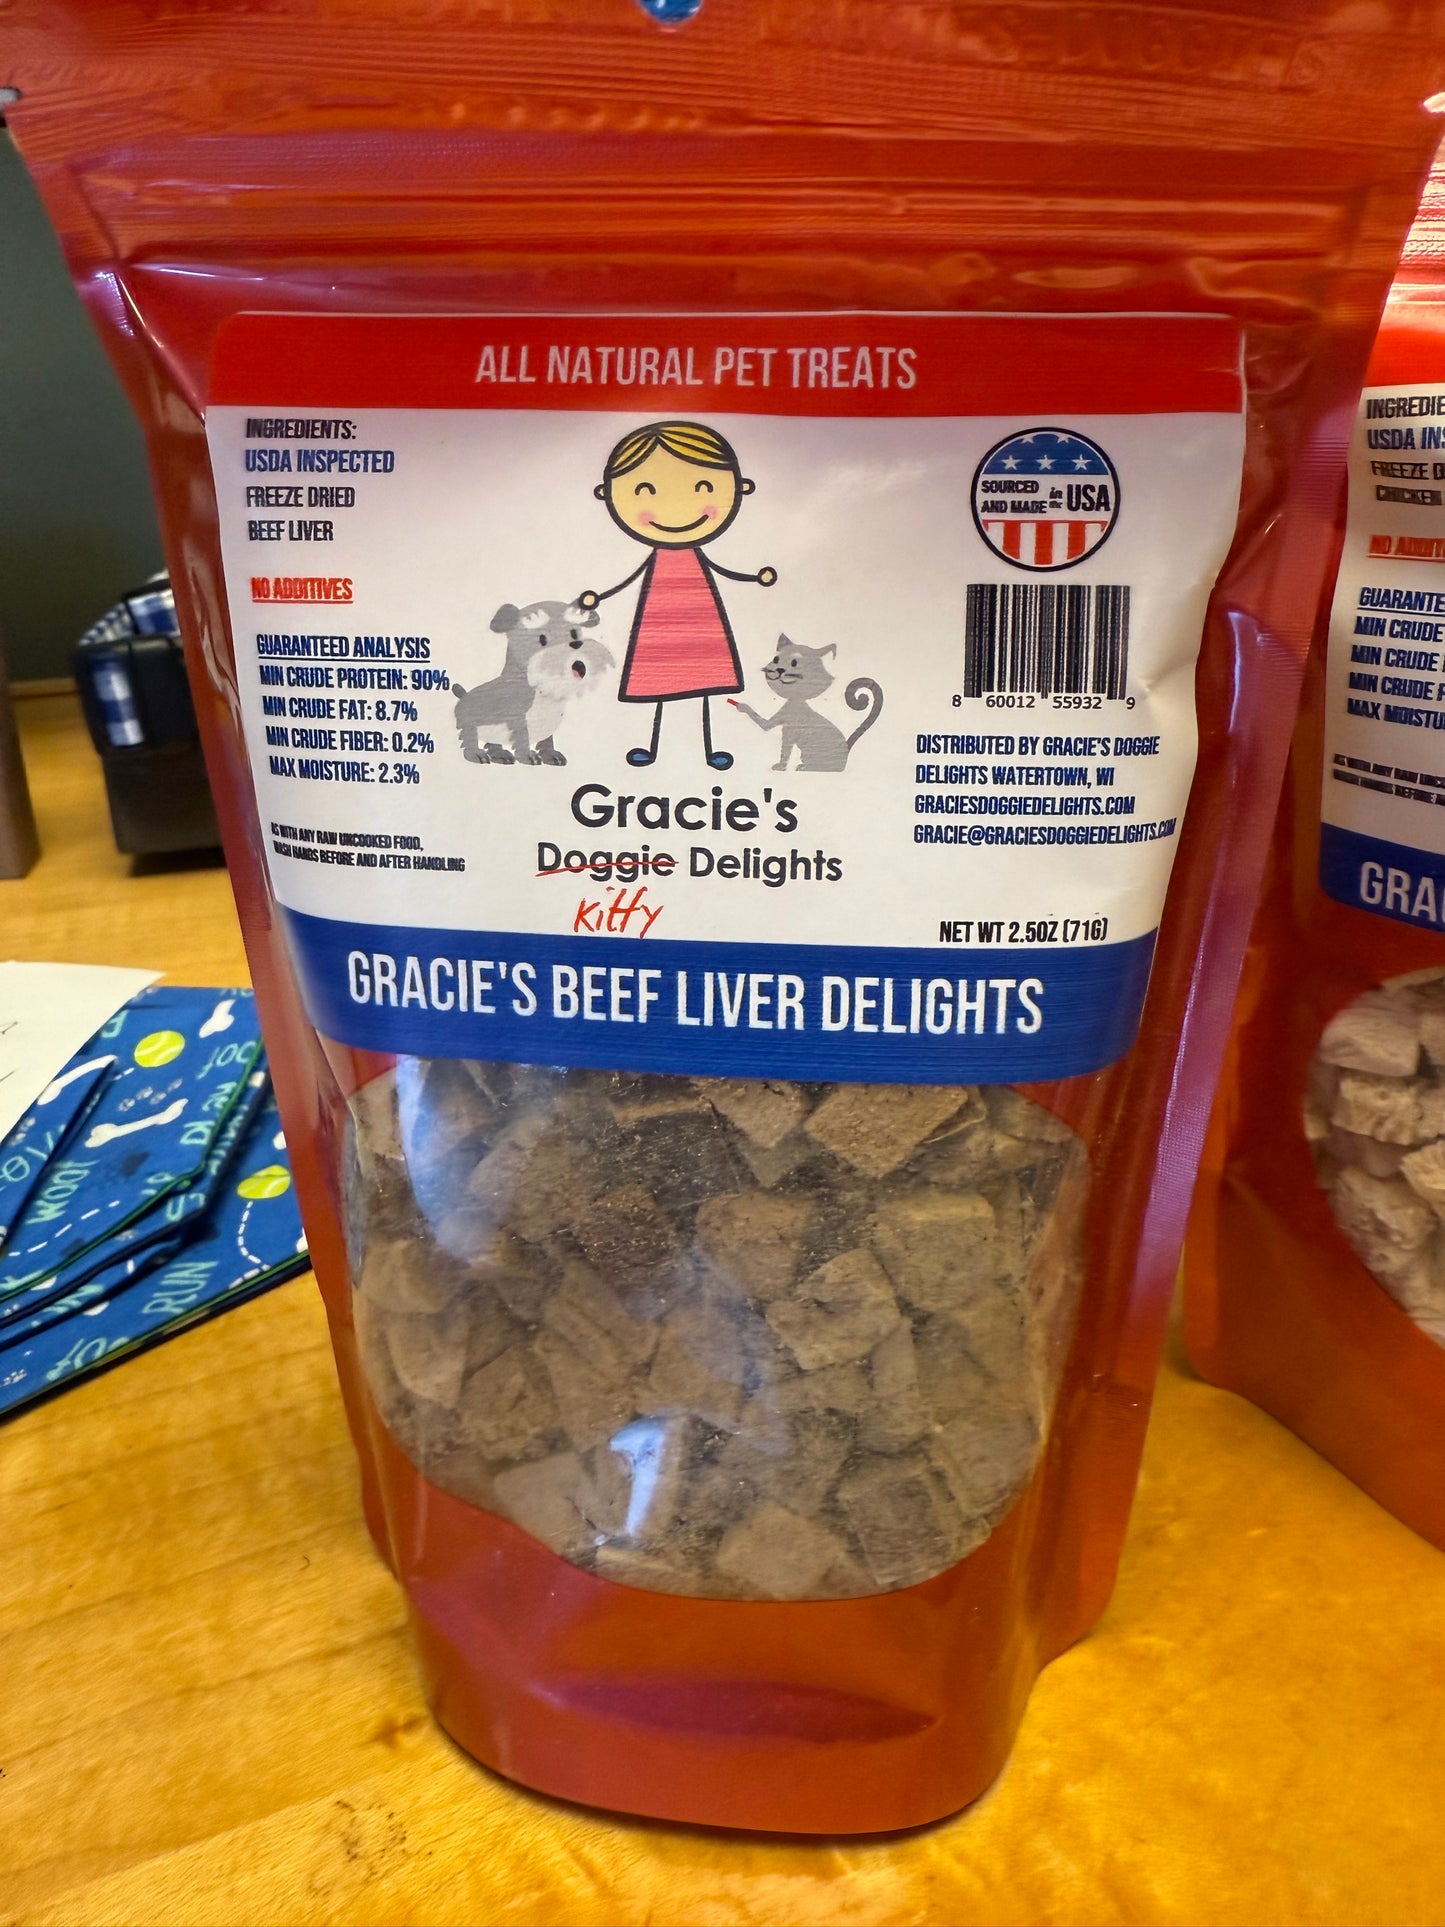 ALL NATURAL PET TREATS
INGREDIENTS:
USDA INSPECTED
FREEZE DRIED
BEEF LIVER
NO ADDITIVES
GUARANTEED ANALYSIS
MIN CRUDE PROTEIN: 90%
MIN CRUDE FAT: 8.7%
MIN CRUDE FIBER: 0.2%
MAX MOISTURE: 2.3%
AS WITH ANY RAW UNCOOKED FOOD,
WASH HANDS BEFORE AND AFTER HANDLING
Gracie's
Doggie Delights
Kitty
SOURCED
AND MADE in the USA
8 60012 55932 9
DISTRIBUTED BY GRACIE'S DOGGIE
DELIGHTS WATERTOWN, WI
GRACIESDOGGIEDELIGHTS.COM
GRACIE@GRACIESDOGGIEDELIGHTS.COM
NET WT 2.5OZ (71G)
GRACIE'S BEEF LIVER DELIGHTS
INGREDIE
USDA INS
FREEZE D
CHICKEN
NO ADDITI
GUARANTE
MIN CRUDE
MIN CRUDE
MIN CRUDE F
MAX MOISTU
GRA
WOOF
RUN